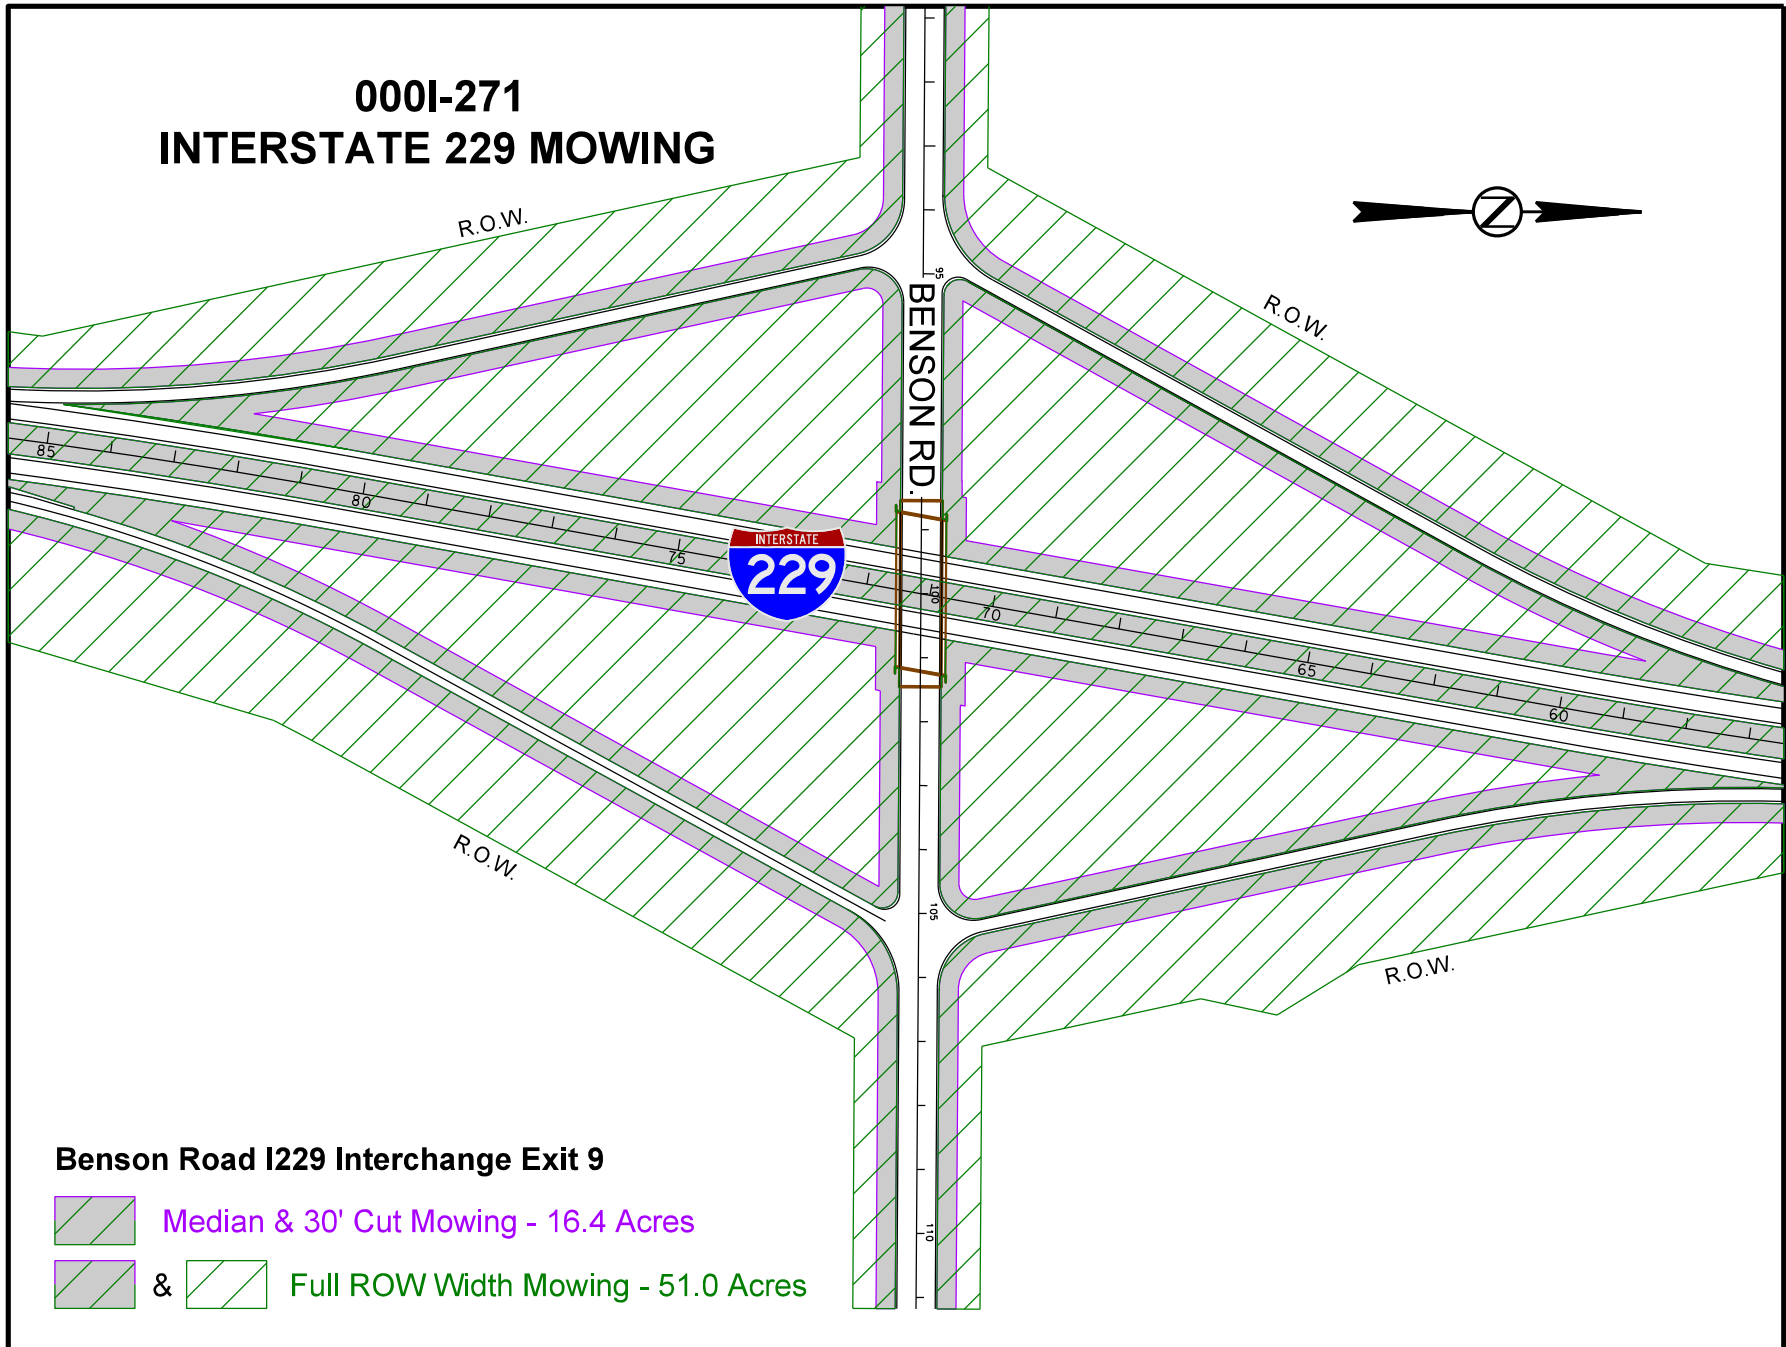 000I-271
INTERSTATE 229 MOWING
R.O.W.
Z
R.O.W.
95
BENSON RD.
85
80
75
INTERSTATE
229
100
70
65
60
R.O.W.
105
R.O.W.
110
Benson Road I229 Interchange Exit 9
Median & 30' Cut Mowing - 16.4 Acres
& Full ROW Width Mowing - 51.0 Acres